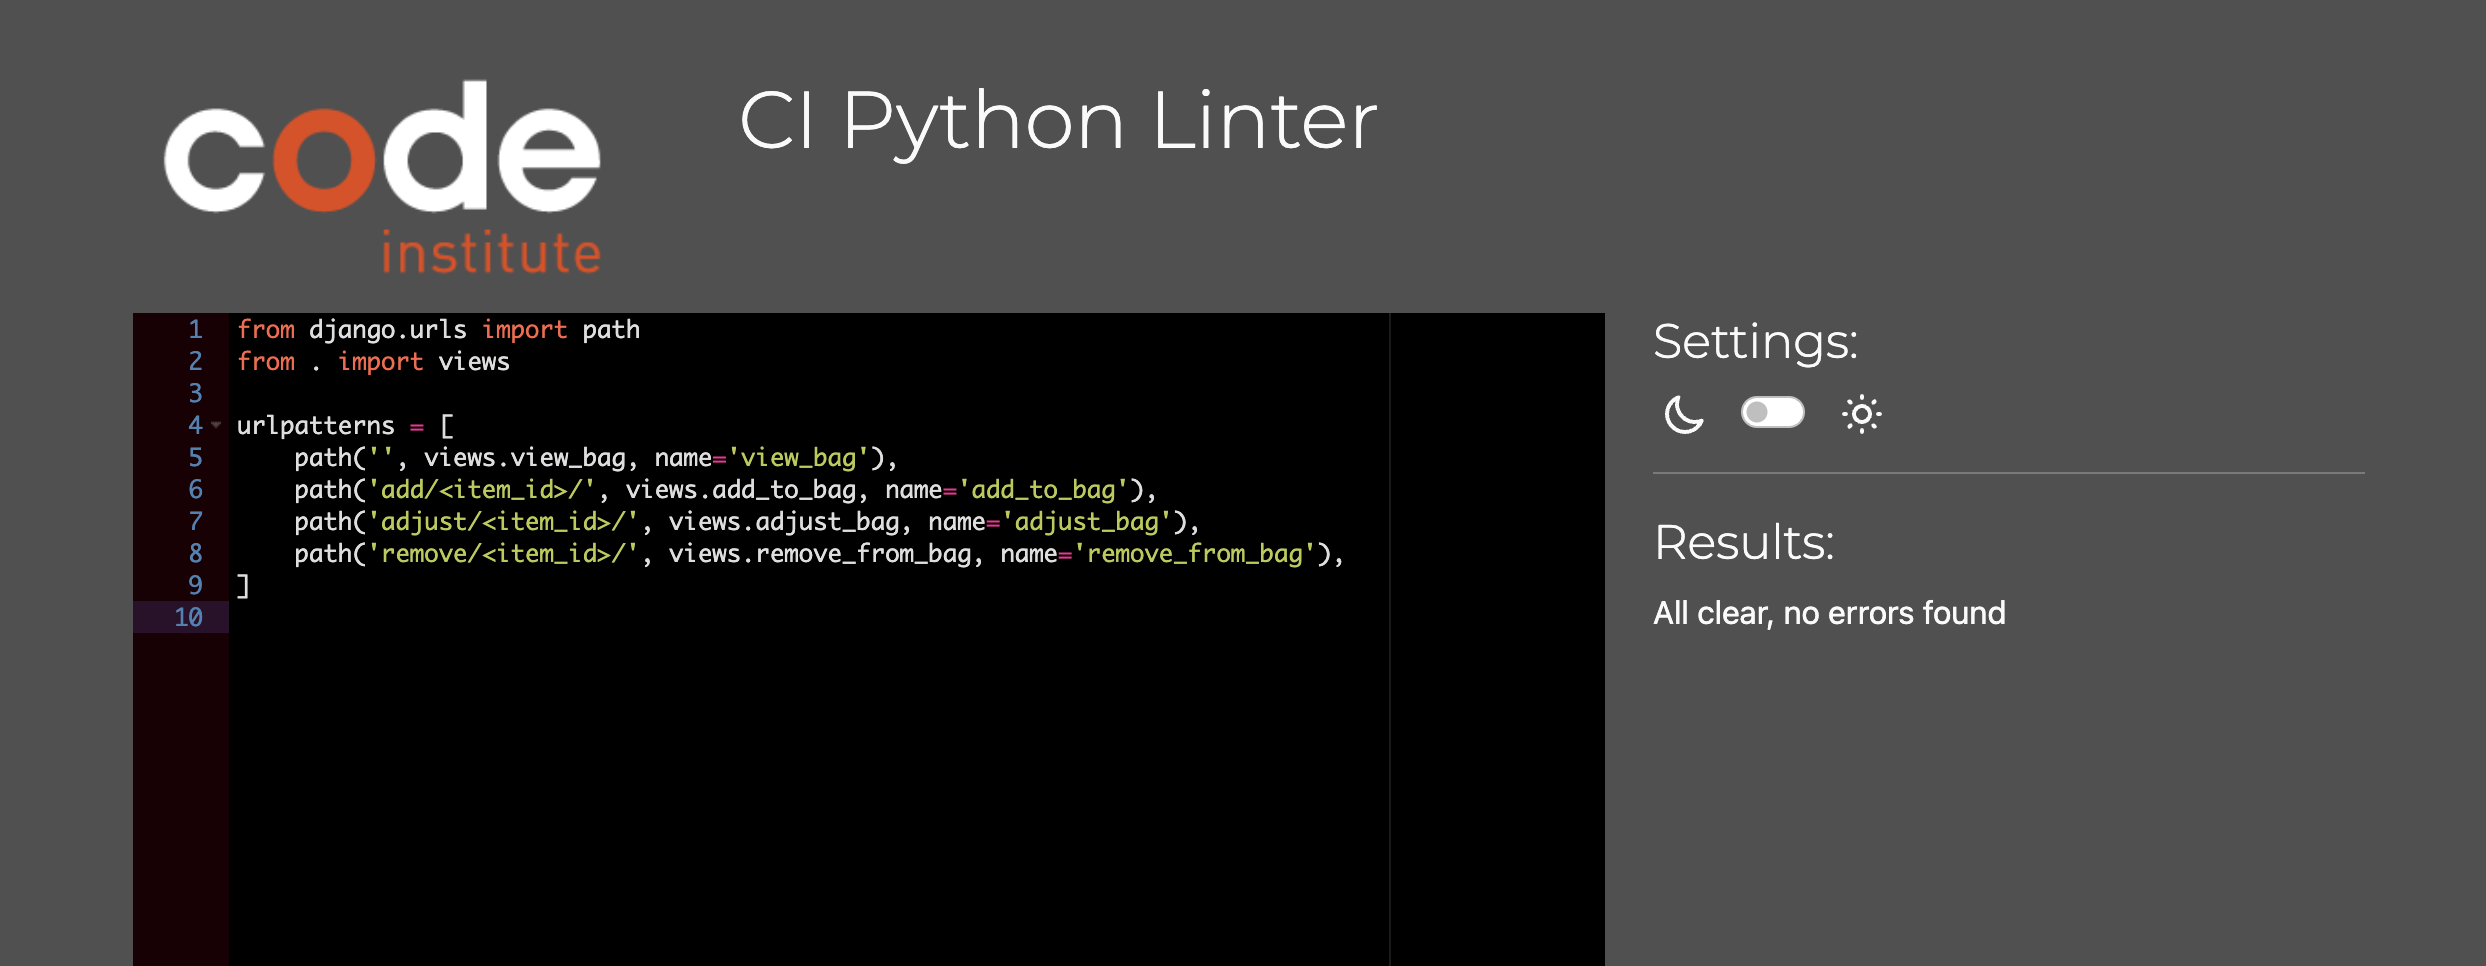 code
institute
CI Python Linter
1 from django.urls import path
2 from . import views
3
4 urlpatterns = [
5     path('', views.view_bag, name='view_bag'),
6     path('add/<item_id>/', views.add_to_bag, name='add_to_bag'),
7     path('adjust/<item_id>/', views.adjust_bag, name='adjust_bag'),
8     path('remove/<item_id>/', views.remove_from_bag, name='remove_from_bag'),
9 ]
10
Settings:
Results:
All clear, no errors found